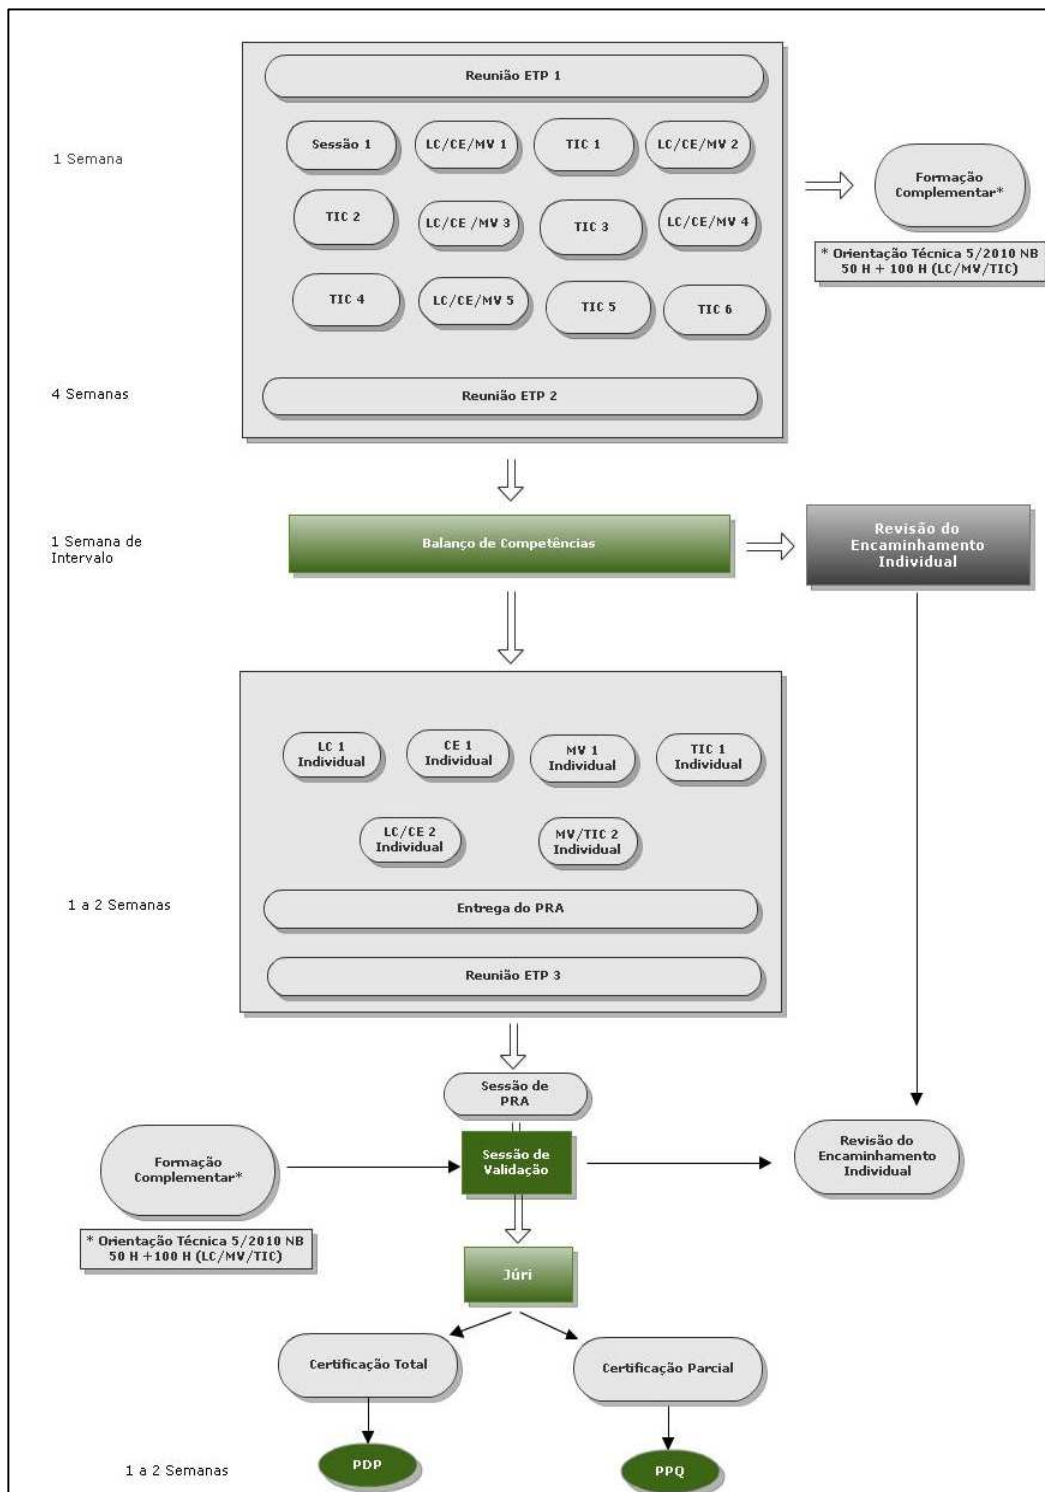 Reunião ETP 1
1 Semana
Sessão 1
LC/CE/MV 1
TIC 1
LC/CE/MV 2
Formação
Complementar*
TIC 2
LC/CE /MV 3
TIC 3
LC/CE/MV 4
* Orientação Técnica 5/2010 NB
50 H + 100 H (LC/MV/TIC)
TIC 4
LC/CE/MV 5
TIC 5
TIC 6
4 Semanas
Reunião ETP 2
1 Semana de
Intervalo
Balanço de Competências
Revisão do
Encaminhamento
Individual
LC 1
Individual
CE 1
Individual
MV 1
Individual
TIC 1
Individual
LC/CE 2
Individual
MV/TIC 2
Individual
1 a 2 Semanas
Entrega do PRA
Reunião ETP 3
Sessão de
PRA
Formação
Complementar*
Sessão de
Validação
Revisão do
Encaminhamento
Individual
* Orientação Técnica 5/2010 NB
50 H +100 H (LC/MV/TIC)
Júri
Certificação Total
Certificação Parcial
1 a 2 Semanas
PDP
PPQ